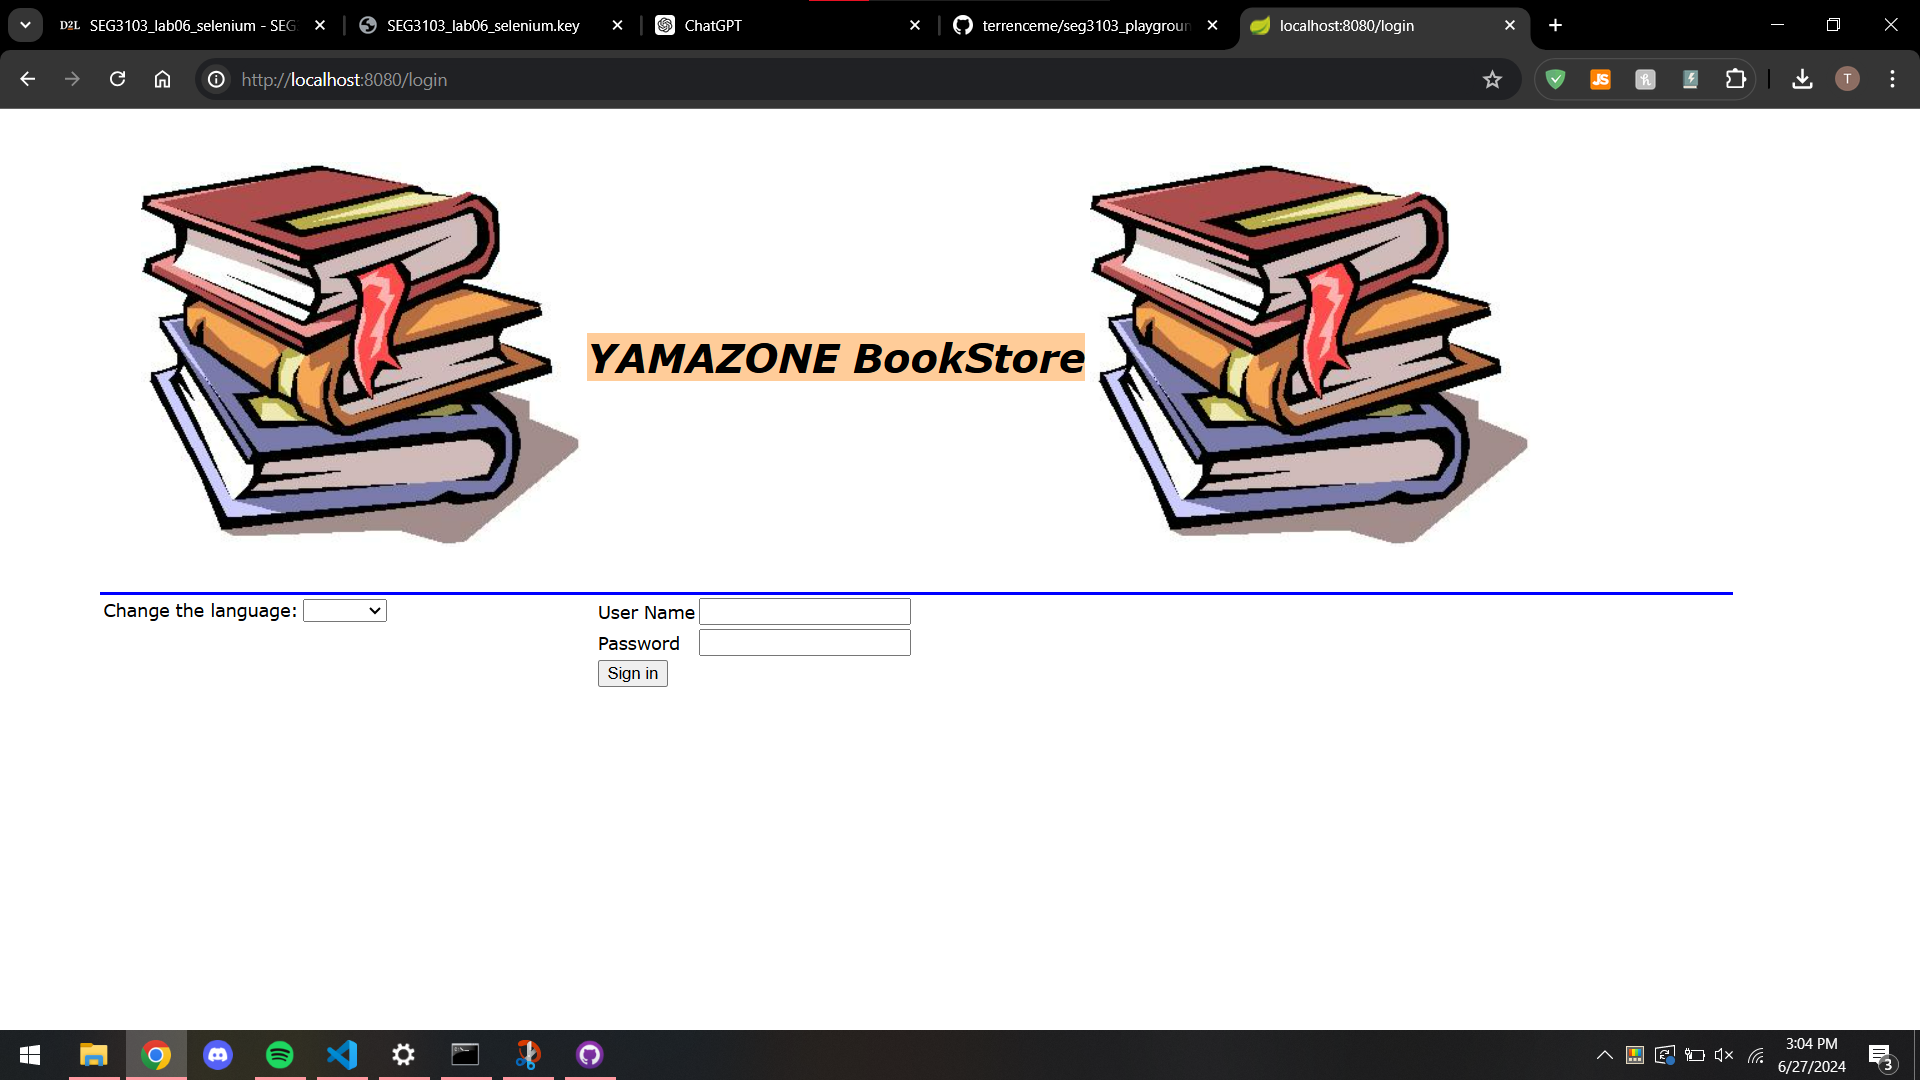 D2L SEG3103_lab06_selenium - SEG
SEG3103_lab06_selenium.key
ChatGPT
terrenceme/seg3103_playgroun
localhost:8080/login
http://localhost:8080/login
JS
T
YAMAZONE BookStore
Change the language:
User Name
Password
Sign in
3:04 PM
6/27/2024
3